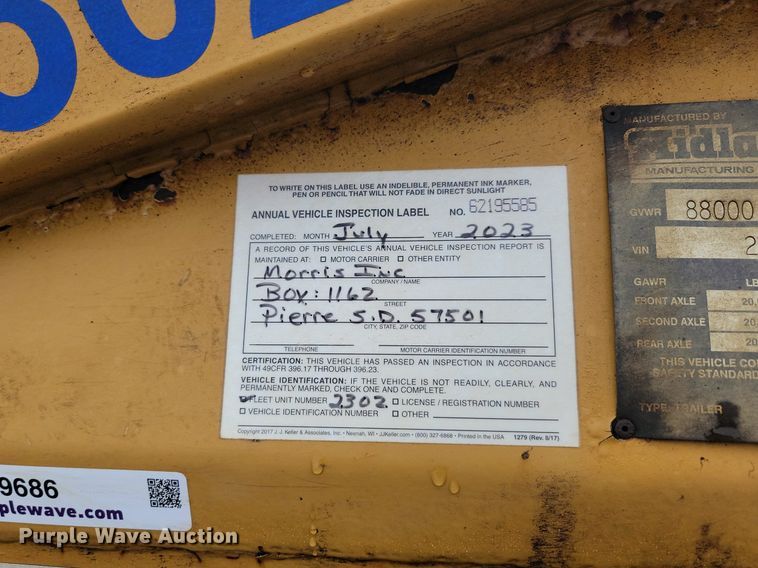 302
TO WRITE ON THIS LABEL USE AN INDELIBLE, PERMANENT INK MARKER,
PEN OR PENCIL THAT WILL NOT FADE IN DIRECT SUNLIGHT
ANNUAL VEHICLE INSPECTION LABEL NO. 62195585
COMPLETED: MONTH July YEAR 2023
A RECORD OF THIS VEHICLE'S ANNUAL VEHICLE INSPECTION REPORT IS
MAINTAINED AT: ☐ MOTOR CARRIER ☐ OTHER ENTITY
Morris Inc
COMPANY / NAME
Box: 1162
STREET
Pierre S.D. 57501
CITY, STATE, ZIP CODE
TELEPHONE MOTOR CARRIER IDENTIFICATION NUMBER
CERTIFICATION: THIS VEHICLE HAS PASSED AN INSPECTION IN ACCORDANCE
WITH 49CFR 396.17 THROUGH 396.23.
VEHICLE IDENTIFICATION: IF THE VEHICLE IS NOT READILY, CLEARLY, AND
PERMANENTLY MARKED, CHECK ONE AND COMPLETE.
FLEET UNIT NUMBER 2302 ☐ LICENSE / REGISTRATION NUMBER
☐ VEHICLE IDENTIFICATION NUMBER ☐ OTHER
Copyright 2017 J. J. Keller & Associates, Inc. • Neenah, WI • JJKeller.com • (800) 327-6868 • Printed in the USA 1279 (Rev. 8/17)
MANUFACTURED BY
Midla
MANUFACTURING
GVWR 88000
VIN 2
GAWR LB
FRONT AXLE 20,
SECOND AXLE 20
REAR AXLE 20
THIS VEHICLE CO
SAFETY STANDARD
TYPE: TRAILER
9686
plewave.com
Purple Wave Auction